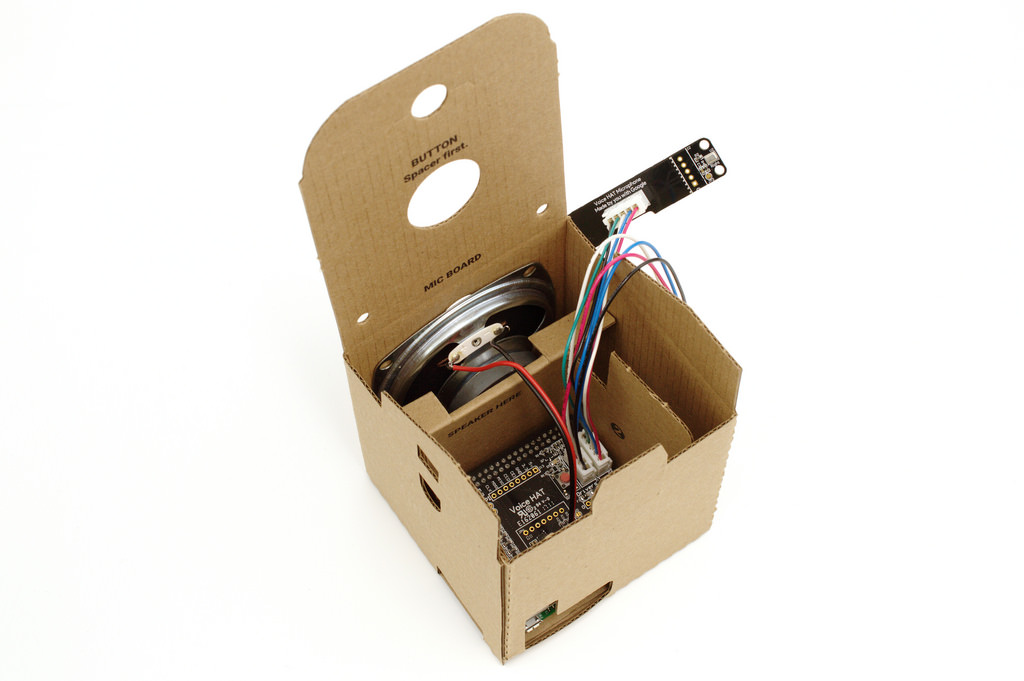 BUTTON
Spacer first.
MIC BOARD
Voice HAT Microphone
Made by you with Google
SPEAKER HERE
Voice HAT